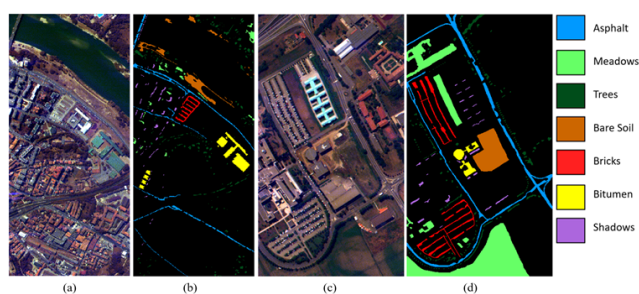 Asphalt
Meadows
Trees
Bare Soil
Bricks
Bitumen
Shadows
(a)
(b)
(c)
(d)